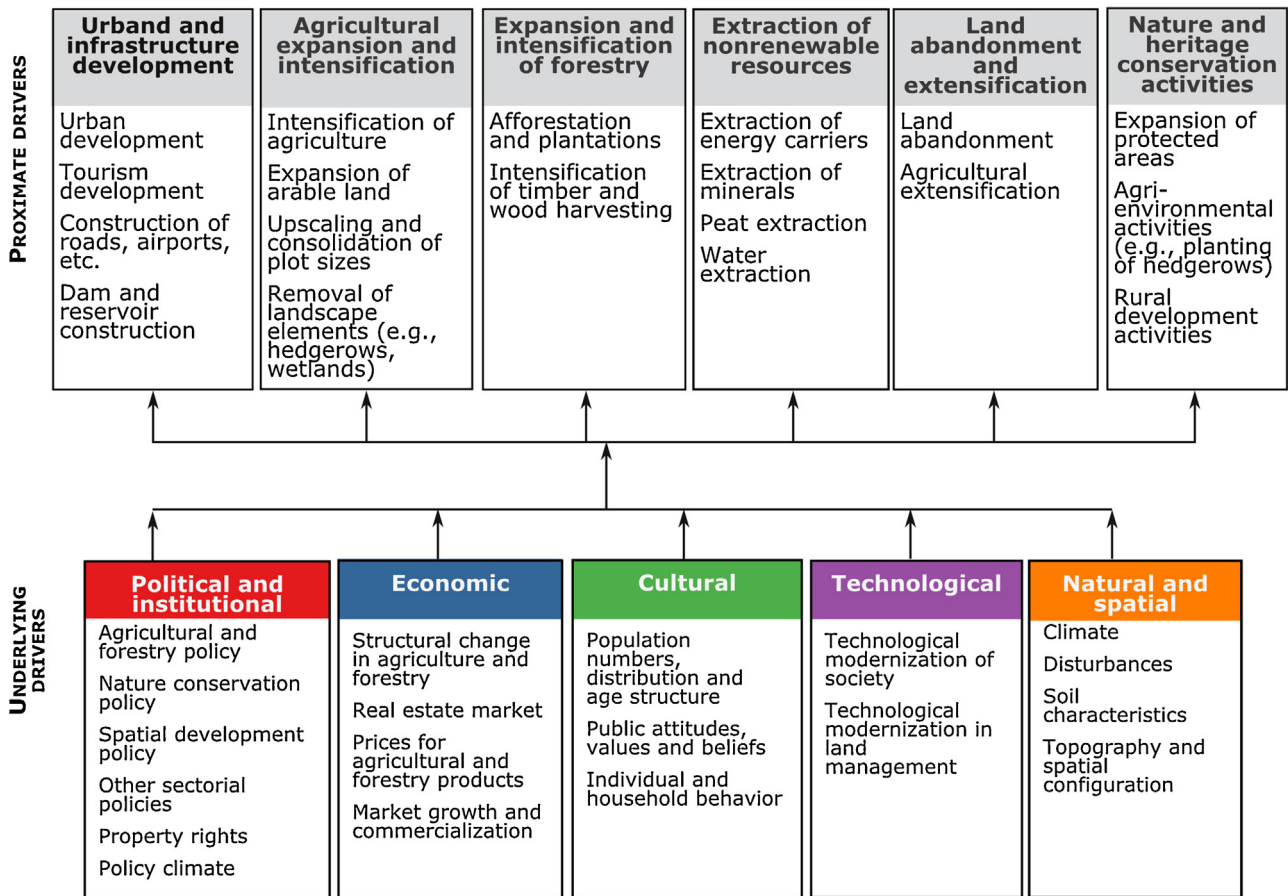 PROXIMATE DRIVERS
Urband and
infrastructure
development
Urban
development
Tourism
development
Construction of
roads, airports,
etc.
Dam and
reservoir
construction
Agricultural
expansion and
intensification
Intensification of
agriculture
Expansion of
arable land
Upscaling and
consolidation of
plot sizes
Removal of
landscape
elements (e.g.,
hedgerows,
wetlands)
Expansion and
intensification
of forestry
Afforestation
and plantations
Intensification
of timber and
wood harvesting
Extraction of
nonrenewable
resources
Extraction of
energy carriers
Extraction of
minerals
Peat extraction
Water
extraction
Land
abandonment
and
extensification
Land
abandonment
Agricultural
extensification
Nature and
heritage
conservation
activities
Expansion of
protected
areas
Agri-
environmental
activities
(e.g., planting
of hedgerows)
Rural
development
activities
UNDERLYING
DRIVERS
Political and
institutional
Agricultural and
forestry policy
Nature conservation
policy
Spatial development
policy
Other sectorial
policies
Property rights
Policy climate
Economic
Structural change
in agriculture and
forestry
Real estate market
Prices for
agricultural and
forestry products
Market growth and
commercialization
Cultural
Population
numbers,
distribution and
age structure
Public attitudes,
values and beliefs
Individual and
household behavior
Technological
Technological
modernization of
society
Technological
modernization in
land
management
Natural and
spatial
Climate
Disturbances
Soil
characteristics
Topography and
spatial
configuration